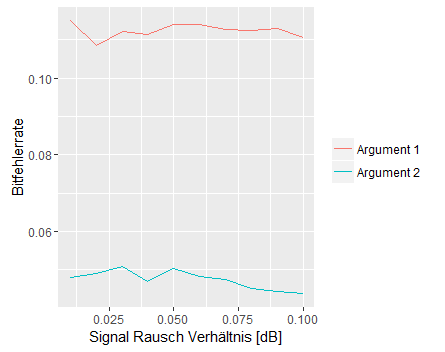 0.10
0.08
0.06
Bitfehlerrate
0.025 0.050 0.075 0.100
Signal Rausch Verhältnis [dB]
Argument 1
Argument 2